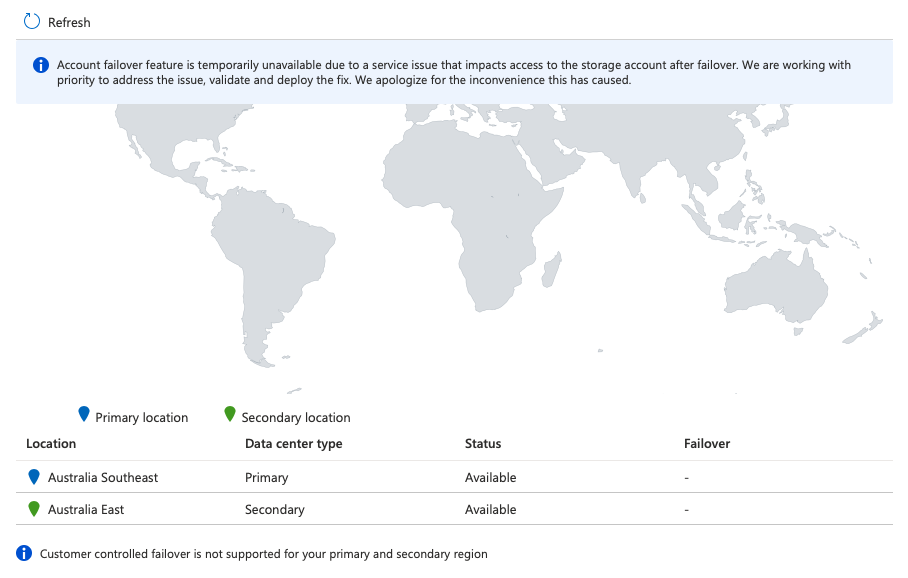 Refresh
Account failover feature is temporarily unavailable due to a service issue that impacts access to the storage account after failover. We are working with
priority to address the issue, validate and deploy the fix. We apologize for the inconvenience this has caused.
Primary location Secondary location
Location Data center type Status Failover
Australia Southeast Primary Available -
Australia East Secondary Available -
Customer controlled failover is not supported for your primary and secondary region